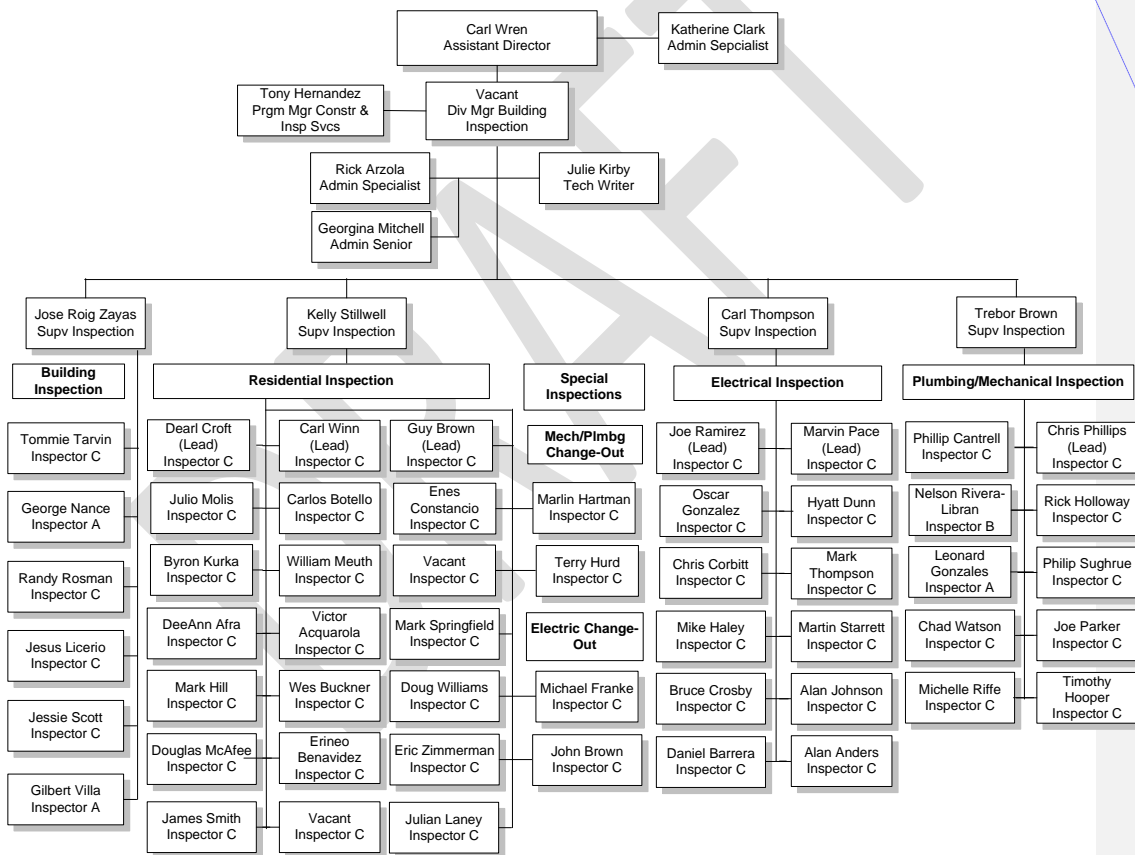 Carl Wren
Assistant Director
Katherine Clark
Admin Sepcialist
Tony Hernandez
Prgm Mgr Constr &
Insp Svcs
Vacant
Div Mgr Building
Inspection
Rick Arzola
Admin Specialist
Julie Kirby
Tech Writer
Georgina Mitchell
Admin Senior
Jose Roig Zayas
Supv Inspection
Kelly Stillwell
Supv Inspection
Carl Thompson
Supv Inspection
Trebor Brown
Supv Inspection
Building
Inspection
Tommie Tarvin
Inspector C
George Nance
Inspector A
Randy Rosman
Inspector C
Jesus Licerio
Inspector C
Jessie Scott
Inspector C
Gilbert Villa
Inspector A
Residential Inspection
Dearl Croft
(Lead)
Inspector C
Julio Molis
Inspector C
Byron Kurka
Inspector C
DeeAnn Afra
Inspector C
Mark Hill
Inspector C
Douglas McAfee
Inspector C
James Smith
Inspector C
Carl Winn
(Lead)
Inspector C
Carlos Botello
Inspector C
William Meuth
Inspector C
Victor
Acquarola
Inspector C
Wes Buckner
Inspector C
Erineo
Benavidez
Inspector C
Vacant
Inspector C
Guy Brown
(Lead)
Inspector C
Enes
Constancio
Inspector C
Vacant
Inspector C
Mark Springfield
Inspector C
Doug Williams
Inspector C
Eric Zimmerman
Inspector C
Julian Laney
Inspector C
Special
Inspections
Mech/Plmbg
Change-Out
Marlin Hartman
Inspector C
Terry Hurd
Inspector C
Electric Change-
Out
Michael Franke
Inspector C
John Brown
Inspector C
Electrical Inspection
Joe Ramirez
(Lead)
Inspector C
Oscar
Gonzalez
Inspector C
Chris Corbitt
Inspector C
Mike Haley
Inspector C
Bruce Crosby
Inspector C
Daniel Barrera
Inspector C
Marvin Pace
(Lead)
Inspector C
Hyatt Dunn
Inspector C
Mark
Thompson
Inspector C
Martin Starrett
Inspector C
Alan Johnson
Inspector C
Alan Anders
Inspector C
Plumbing/Mechanical Inspection
Phillip Cantrell
Inspector C
Nelson Rivera-
Libran
Inspector B
Leonard
Gonzales
Inspector A
Chad Watson
Inspector C
Michelle Riffe
Inspector C
Chris Phillips
(Lead)
Inspector C
Rick Holloway
Inspector C
Philip Sughrue
Inspector C
Joe Parker
Inspector C
Timothy
Hooper
Inspector C
DRAFT